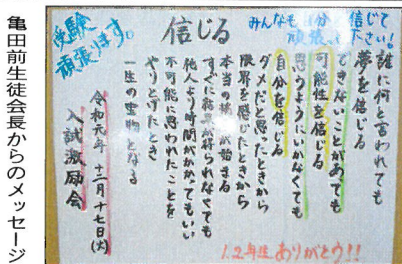 亀田前生徒会長からのメッセージ
受験
頑張ります。
信じる
みんなも自分を信じて
頑張って下さい!
誰に何と言われても
夢を信じる
できないことがあっても
可能性を信じる
思うようにいかなくても
自分を信じる
ダメだと思ったときから
限界を感じたときから
本当の挑戦が始まる
すぐに結果が得られなくても
他人より時間がかかってもいい
不可能に思われたことを
やりとげたとき
一生の宝物となる
令和元年 十二月十七日(火)
入試激励会
1.2年生ありがとう!!